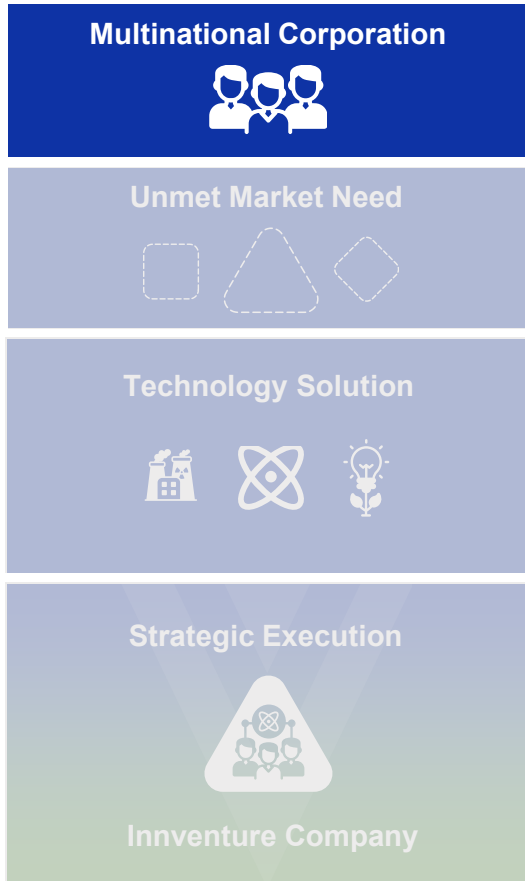 Multinational Corporation
Unmet Market Need
Technology Solution
Strategic Execution
Innventure Company